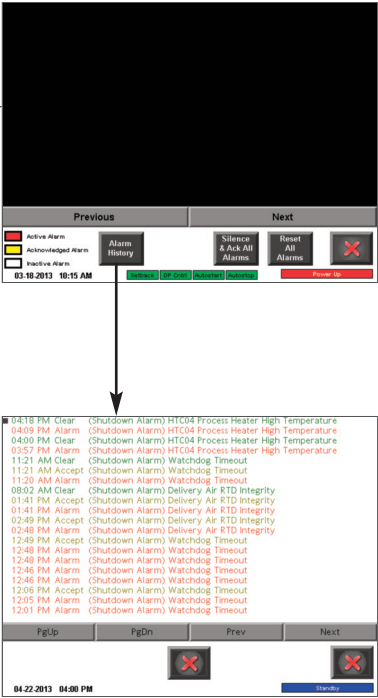 Previous Next
Active Alarm
Acknowledged Alarm
Inactive Alarm
Alarm
History
Silence
& Ack All
Alarms
Reset
All
Alarms
03-18-2013 10:15 AM
Setback DP Cntrl Autostart Autostop
Power Up
04:18 PM Clear (Shutdown Alarm) HTC04 Process Heater High Temperature
04:09 PM Alarm (Shutdown Alarm) HTC04 Process Heater High Temperature
04:00 PM Clear (Shutdown Alarm) HTC04 Process Heater High Temperature
03:57 PM Alarm (Shutdown Alarm) HTC04 Process Heater High Temperature
11:21 AM Clear (Shutdown Alarm) Watchdog Timeout
11:21 AM Accept (Shutdown Alarm) Watchdog Timeout
11:20 AM Alarm (Shutdown Alarm) Watchdog Timeout
08:02 AM Clear (Shutdown Alarm) Delivery Air RTD Integrity
01:41 PM Accept (Shutdown Alarm) Delivery Air RTD Integrity
01:41 PM Alarm (Shutdown Alarm) Delivery Air RTD Integrity
02:49 PM Accept (Shutdown Alarm) Delivery Air RTD Integrity
02:48 PM Alarm (Shutdown Alarm) Delivery Air RTD Integrity
12:49 PM Accept (Shutdown Alarm) Watchdog Timeout
12:48 PM Alarm (Shutdown Alarm) Watchdog Timeout
12:48 PM Alarm (Shutdown Alarm) Watchdog Timeout
12:46 PM Alarm (Shutdown Alarm) Watchdog Timeout
12:46 PM Alarm (Shutdown Alarm) Watchdog Timeout
12:06 PM Accept (Shutdown Alarm) Watchdog Timeout
12:05 PM Alarm (Shutdown Alarm) Watchdog Timeout
12:01 PM Alarm (Shutdown Alarm) Watchdog Timeout
PgUp PgDn Prev Next
04-22-2013 04:00 PM
Standby